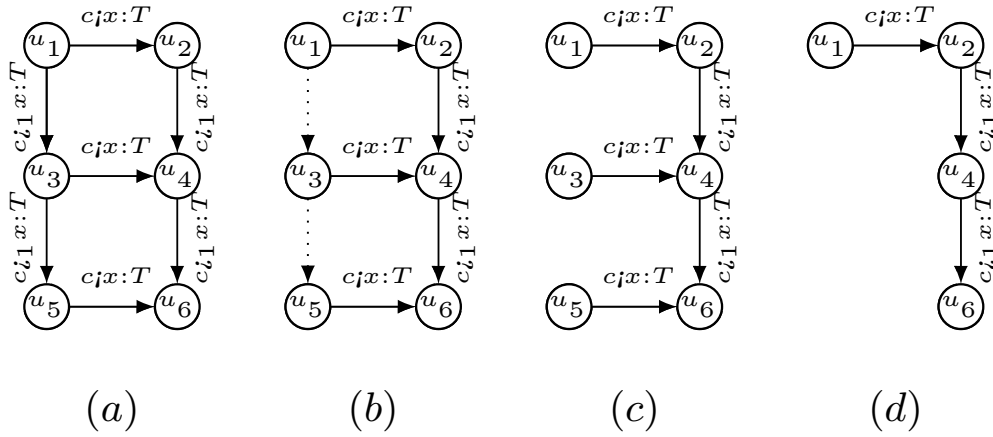 c¡x:T c¡x:T c¡x:T c¡x:T
u1 u2 u1 u2 u1 u2 u1 u2
c¿1 x:T c¿1 x:T c¿1 x:T c¿1 x:T c¿1 x:T
c¡x:T c¡x:T c¡x:T
u3 u4 u3 u4 u3 u4 u4
c¿1 x:T c¿1 x:T c¿1 x:T c¿1 x:T c¿1 x:T
c¡x:T c¡x:T c¡x:T
u5 u6 u5 u6 u5 u6 u6
(a) (b) (c) (d)